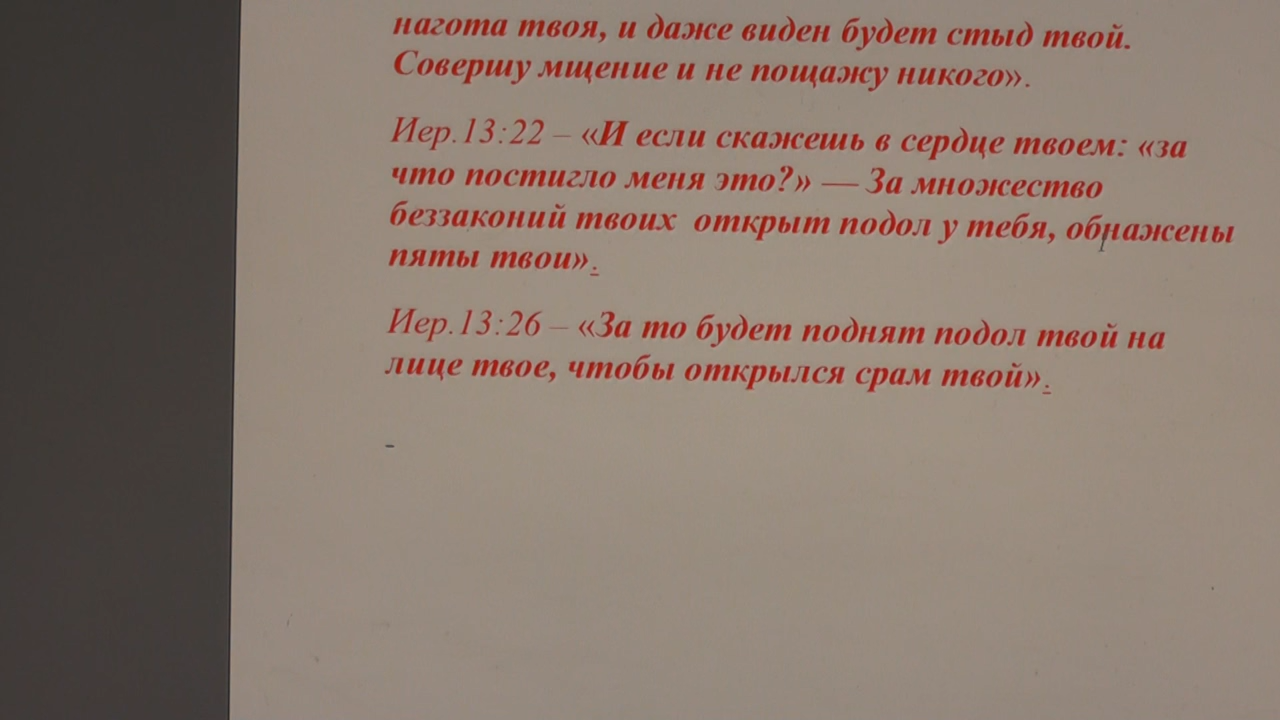 нагота твоя, и даже виден будет стыд твой.
Совершу мщение и не пощажу никого».
Иер.13:22 – «И если скажешь в сердце твоем: «за
что постигло меня это?» — За множество
беззаконий твоих открыт подол у тебя, обнажены
пяты твои».
Иер.13:26 – «За то будет поднят подол твой на
лице твое, чтобы открылся срам твой».
-